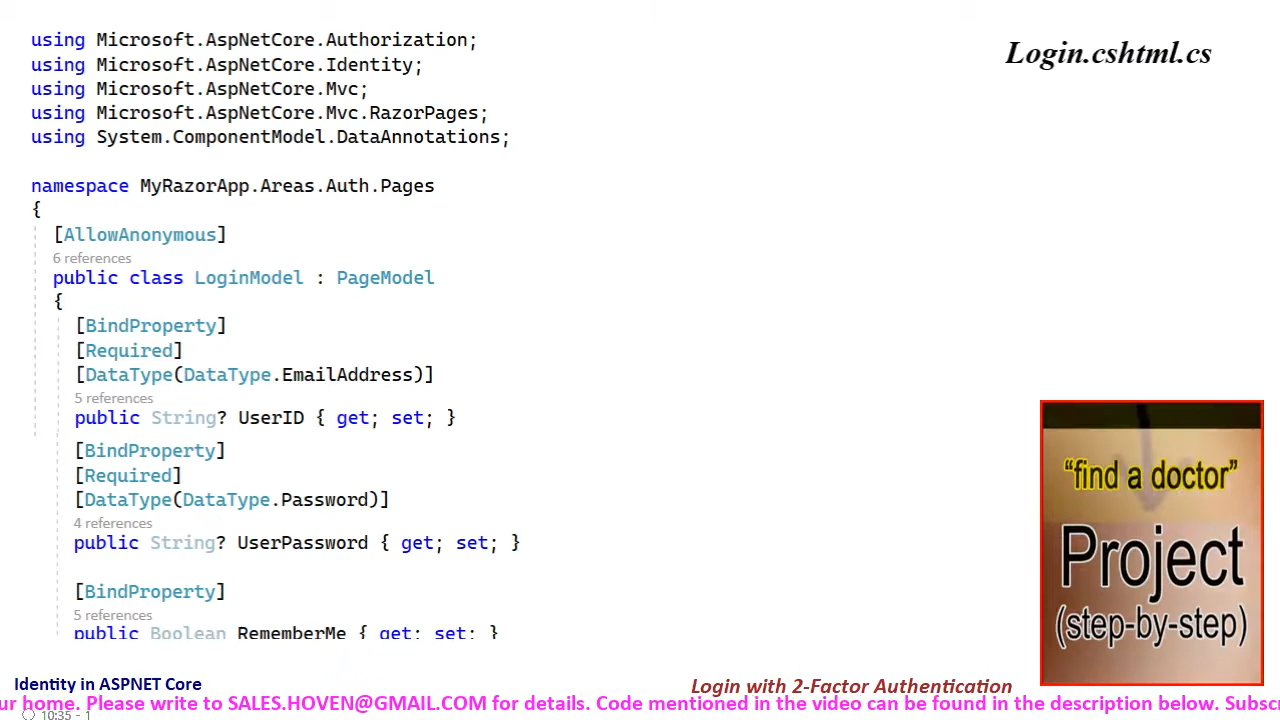 using Microsoft.AspNetCore.Authorization;
Login.cshtml.cs
using Microsoft.AspNetCore.Identity;
using Microsoft.AspNetCore.Mvc;
using Microsoft.AspNetCore.Mvc.RazorPages;
using System.ComponentModel.DataAnnotations;
namespace MyRazorApp.Areas.Auth.Pages
{
[AllowAnonymous]
6 references
public class LoginModel : PageModel
{
[BindProperty]
[Required]
[DataType(DataType.EmailAddress)]
5 references
public String? UserID { get; set; }
[BindProperty]
[Required]
[DataType(DataType.Password)]
4 references
public String? UserPassword { get; set; }
[BindProperty]
5 references
public Boolean RememberMe { get; set; }
“find a doctor”
Project
(step-by-step)
Identity in ASPNET Core
Login with 2-Factor Authentication
ur home. Please write to SALES.HOVEN@GMAIL.COM for details. Code mentioned in the video can be found in the description below. Subsc
10:35 - 1